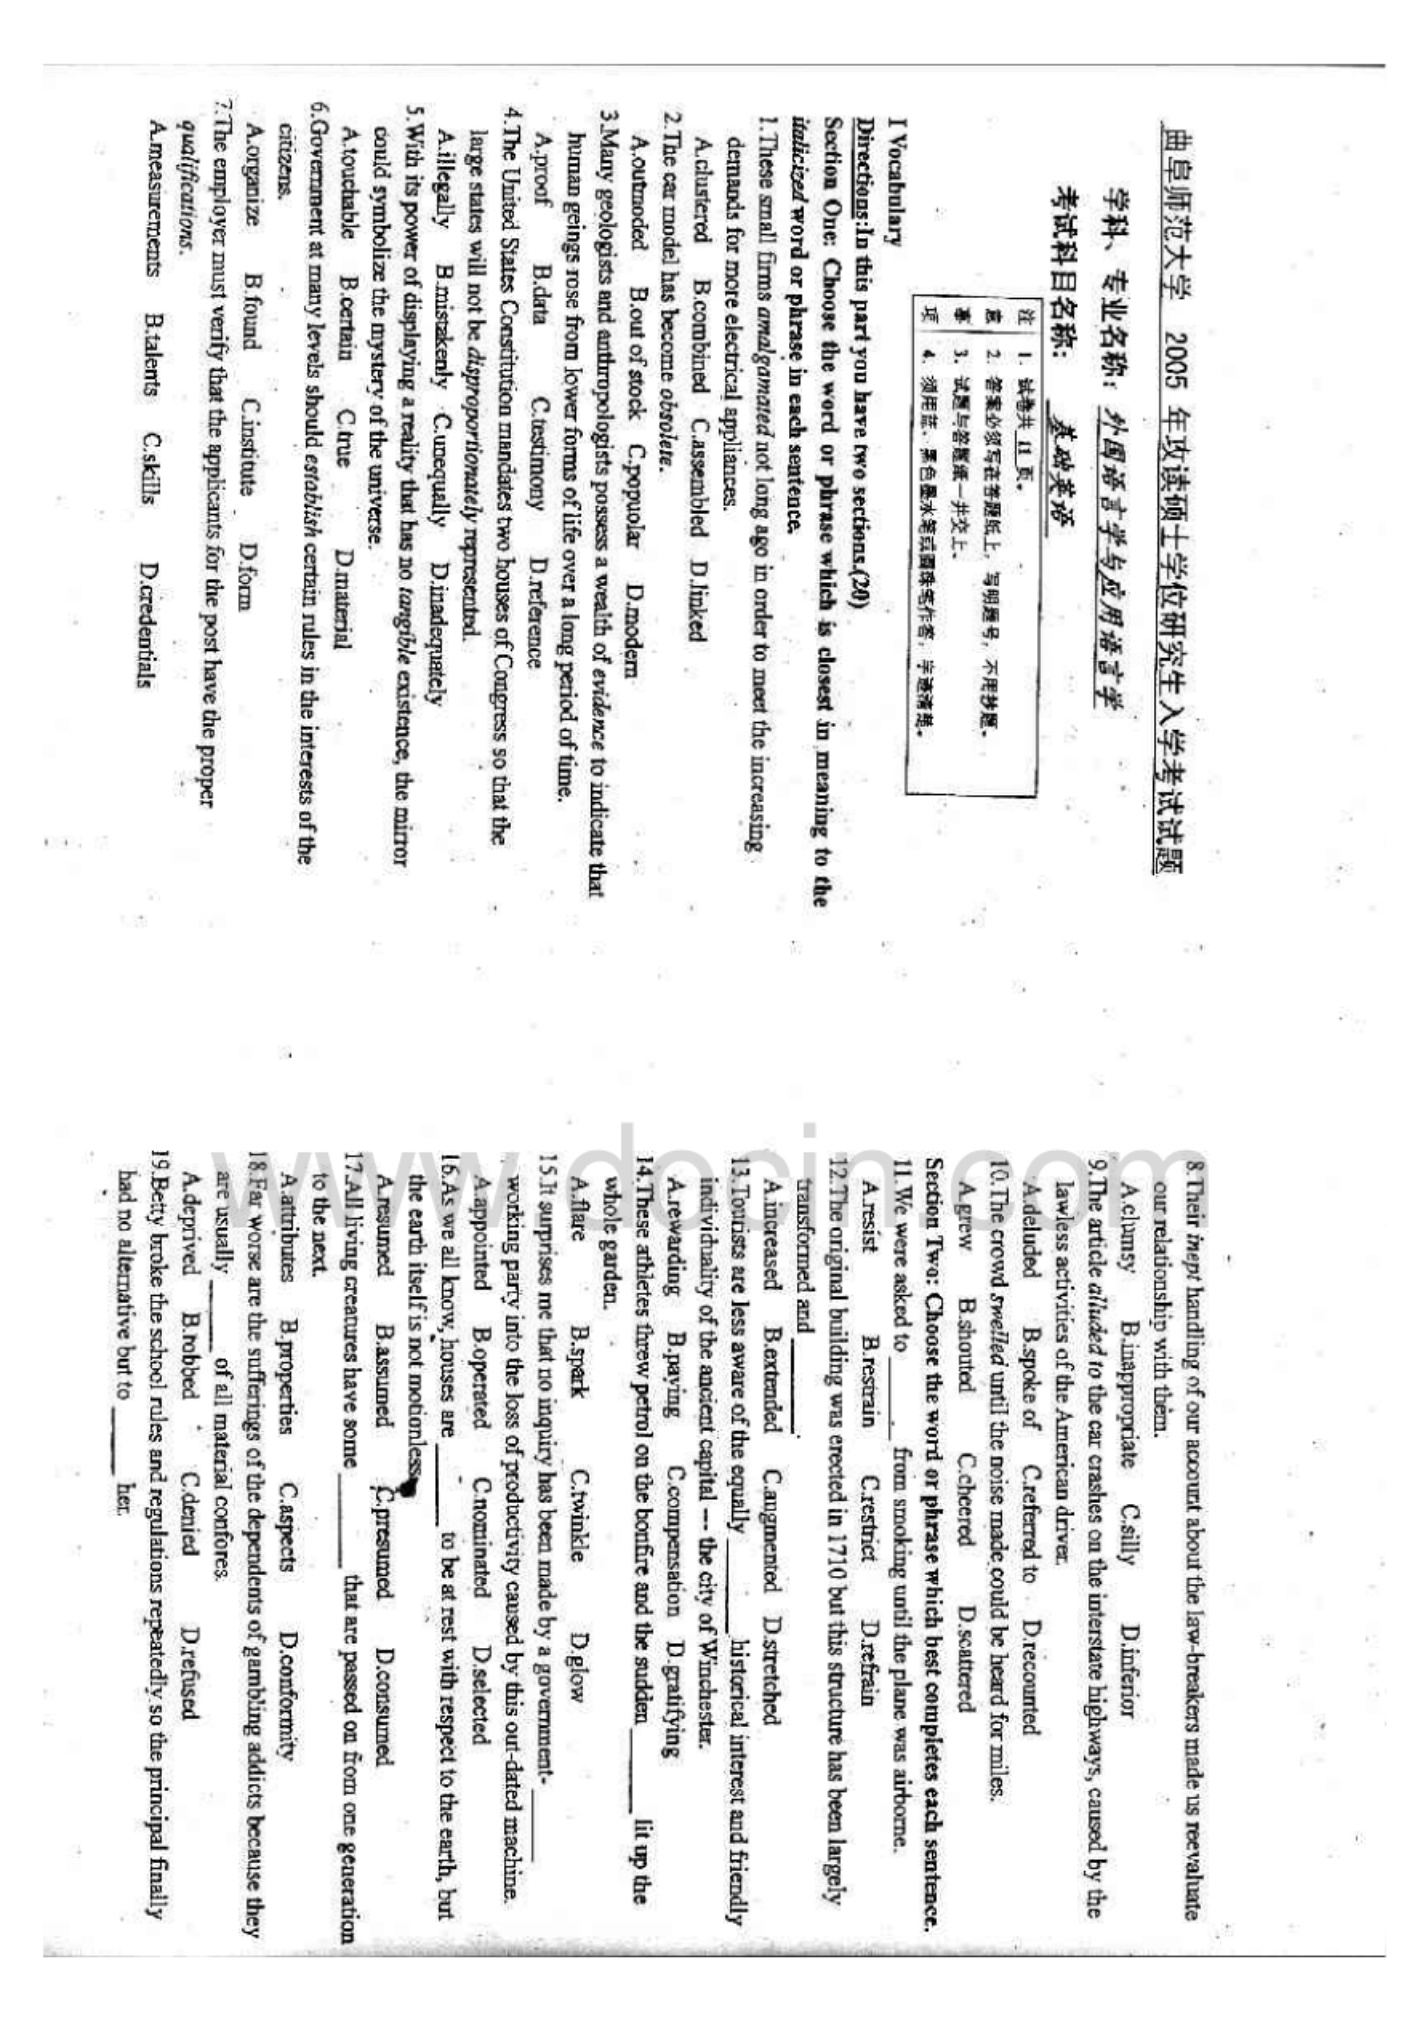 曲阜师范大学 2005 年攻读硕士学位研究生入学考试试题
学科、专业名称：外国语言学与应用语言学
考试科目名称： 基础英语
注意事项
1. 试卷共 11 页。
2. 答案必须写在答题纸上，写明题号，不用抄题。
3. 试题与答题纸一并交上。
4. 须用蓝、黑色墨水笔或圆珠笔作答，字迹清楚。
I Vocabulary
Directions:In this part you have two sections.(20)
Section One: Choose the word or phrase which is closest in meaning to the
italicized word or phrase in each sentence.
1.These small firms amalgamated not long ago in order to meet the increasing
demands for more electrical appliances.
A.clustered B.combined C.assembled D.linked
2.The car model has become obsolete.
A.outmoded B.out of stock C.popuolar D.modern
3.Many geologists and anthropologists possess a wealth of evidence to indicate that
human geings rose from lower forms of life over a long period of time.
A.proof B.data C.testimony D.reference
4.The United States Constitution mandates two houses of Congress so that the
large states will not be disproportionately represented.
A.illegally B.mistakenly C.unequally D.inadequately
5.With its power of displaying a reality that has no tangible existence, the mirror
could symbolize the mystery of the universe.
A.touchable B.certain C.true D.material
6.Government at many levels should establish certain rules in the interests of the
citizens.
A.organize B.found C.institute D.form
7.The employer must verify that the applicants for the post have the proper
qualifications.
A.measurements B.talents C.skills D.credentials
8.Their inept handling of our account about the law-breakers made us reevaluate
our relationship with them.
A.clumsy B.inappropriate C.silly D.inferior
9.The article alluded to the car crashes on the interstate highways, caused by the
lawless activities of the American driver.
A.deluded B.spoke of C.referred to D.recounted
10.The crowd swelled until the noise made could be heard for miles.
A.grew B.shouted C.cheered D.scattered
Section Two: Choose the word or phrase which best completes each sentence.
11.We were asked to ____ from smoking until the plane was airborne.
A.resist B.restrain C.restrict D.refrain
12.The original building was erected in 1710 but this structure has been largely
transformed and ____.
A.increased B.extended C.augmented D.stretched
13.Tourists are less aware of the equally ____ historical interest and friendly
individuality of the ancient capital --- the city of Winchester.
A.rewarding B.paying C.compensation D.gratifying
14.These athletes threw petrol on the bonfire and the sudden ____ lit up the
whole garden.
A.flare B.spark C.twinkle D.glow
15.It surprises me that no inquiry has been made by a government-____
working party into the loss of productivity caused by this out-dated machine.
A.appointed B.operated C.nominated D.selected
16.As we all know, houses are ____ to be at rest with respect to the earth, but
the earth itself is not motionless.
A.resumed B.assumed C.presumed D.consumed
17.All living creatures have some ____ that are passed on from one generation
to the next.
A.attributes B.properties C.aspects D.conformity
18.Far worse are the sufferings of the dependents of gambling addicts because they
are usually ____ of all material confores.
A.deprived B.robbed C.denied D.refused
19.Betty broke the school rules and regulations repeatedly so the principal finally
had no alternative but to ____ her.
www.docin.com